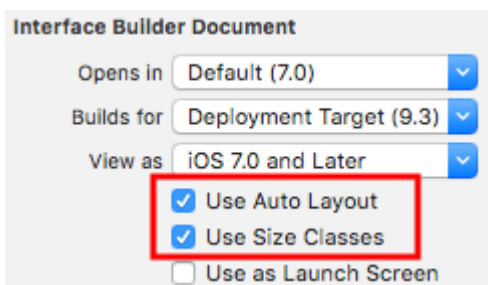 Interface Builder Document
Opens in Default (7.0)
Builds for Deployment Target (9.3)
View as iOS 7.0 and Later
Use Auto Layout
Use Size Classes
Use as Launch Screen